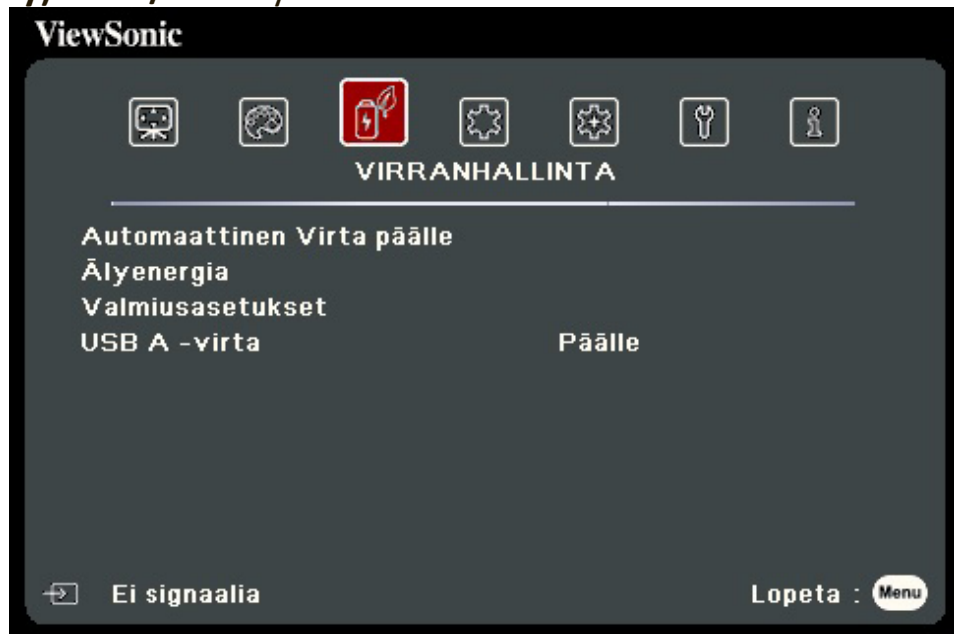 ViewSonic
VIRRANHALLINTA
Automaattinen Virta päälle
Älyenergia
Valmiusasetukset
USB A -virta Päälle
Ei signaalia Lopeta : Menu